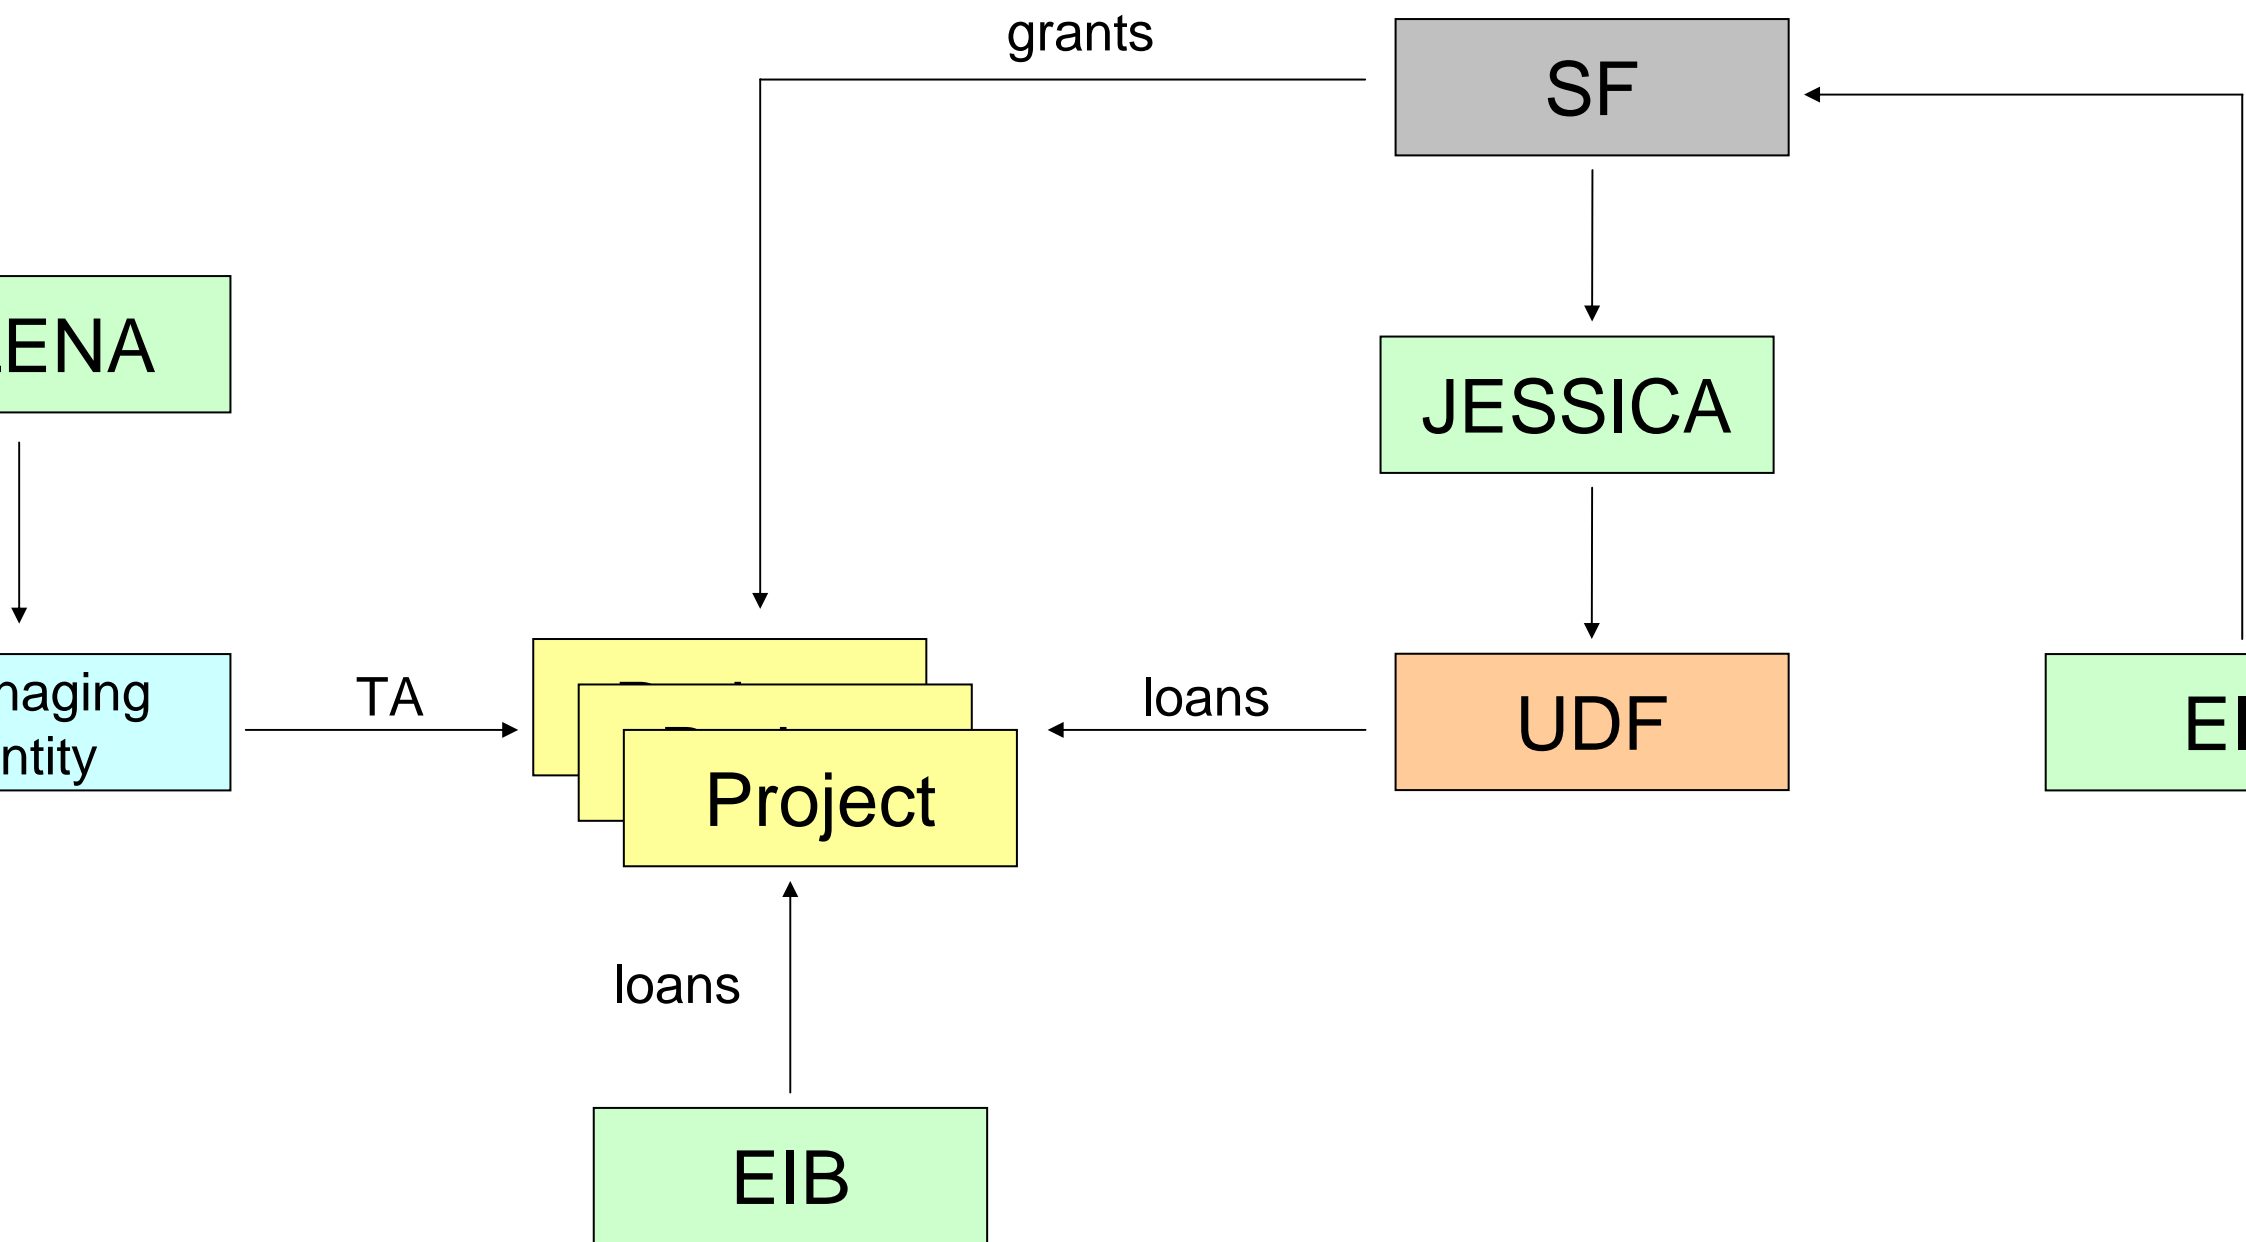 grants
SF
ENA
JESSICA
naging
ntity
TA
loans
UDF
Project
loans
EIB